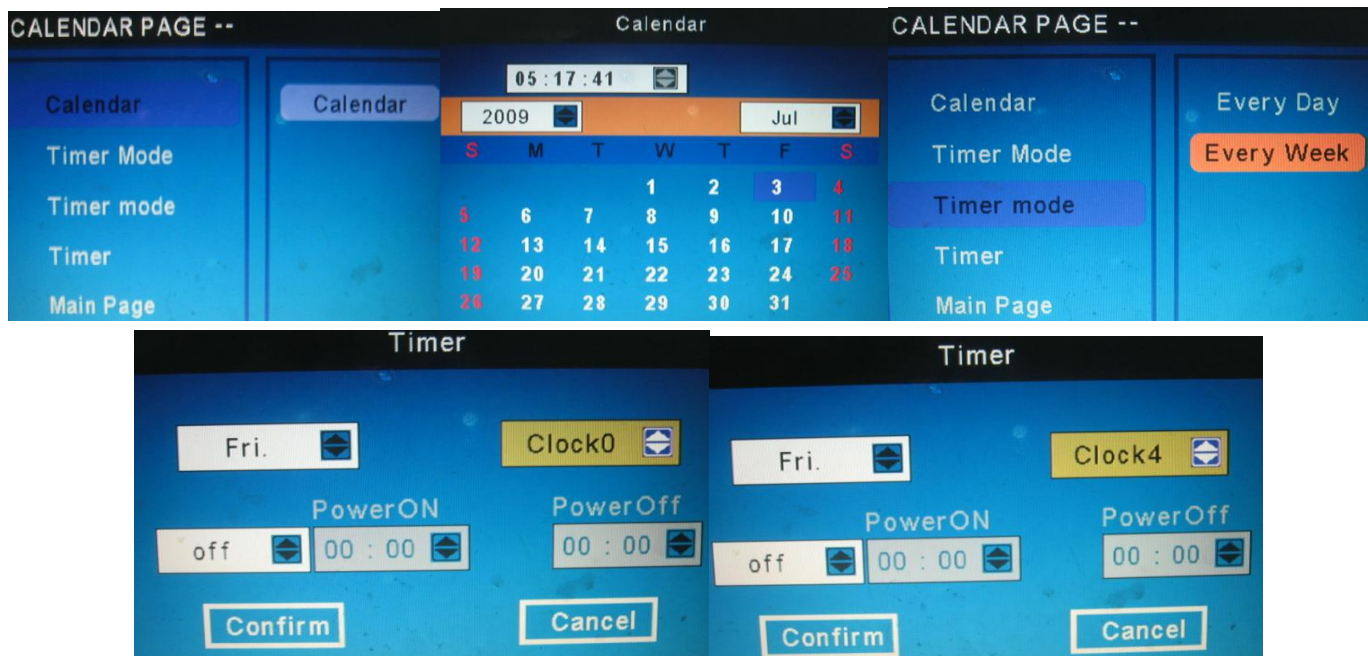 CALENDAR PAGE --
Calendar
Calendar
Timer Mode
Timer mode
Timer
Main Page
Calendar
05 : 17 : 41
2009 Jul
S M T W T F S
1 2 3 4
5 6 7 8 9 10 11
12 13 14 15 16 17 18
19 20 21 22 23 24 25
26 27 28 29 30 31
CALENDAR PAGE --
Calendar
Timer Mode
Timer mode
Timer
Main Page
Every Day
Every Week
Timer
Fri. Clock0
PowerON PowerOff
off 00 : 00 00 : 00
Confirm Cancel
Timer
Fri. Clock4
PowerON PowerOff
off 00 : 00 00 : 00
Confirm Cancel